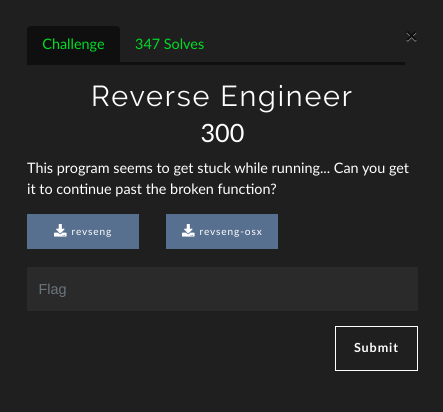 Challenge
347 Solves
×
Reverse Engineer
300
This program seems to get stuck while running... Can you get
it to continue past the broken function?
revseng
revseng-osx
Flag
Submit